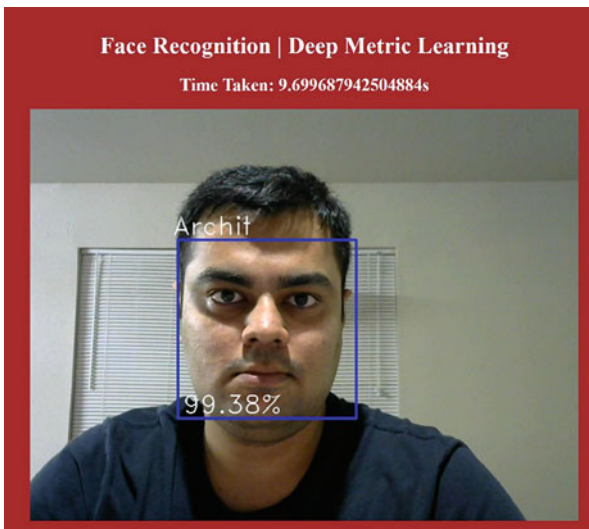 Face Recognition | Deep Metric Learning
Time Taken: 9.699687942504884s
Archit
99.38%